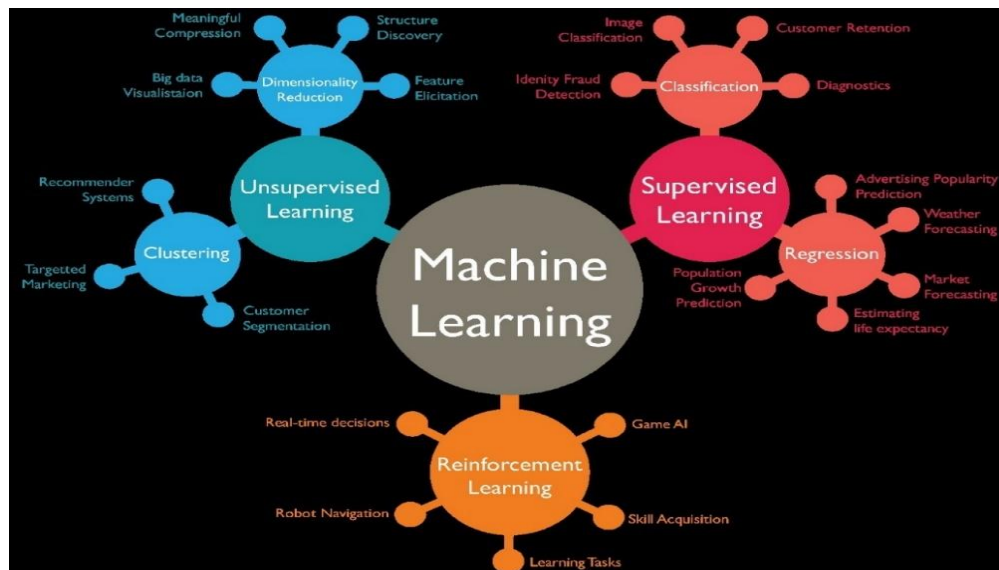 Meaningful
Compression
Structure
Discovery
Big data
Visualistaion
Dimensionality
Reduction
Feature
Elicitation
Image
Classification
Customer Retention
Idenity Fraud
Detection
Classification
Diagnostics
Recommender
Systems
Unsupervised
Learning
Clustering
Targetted
Marketing
Customer
Segmentation
Machine
Learning
Supervised
Learning
Advertising Popularity
Prediction
Weather
Forecasting
Regression
Population
Growth
Prediction
Market
Forecasting
Estimating
life expectancy
Real-time decisions
Game AI
Reinforcement
Learning
Robot Navigation
Skill Acquisition
Learning Tasks